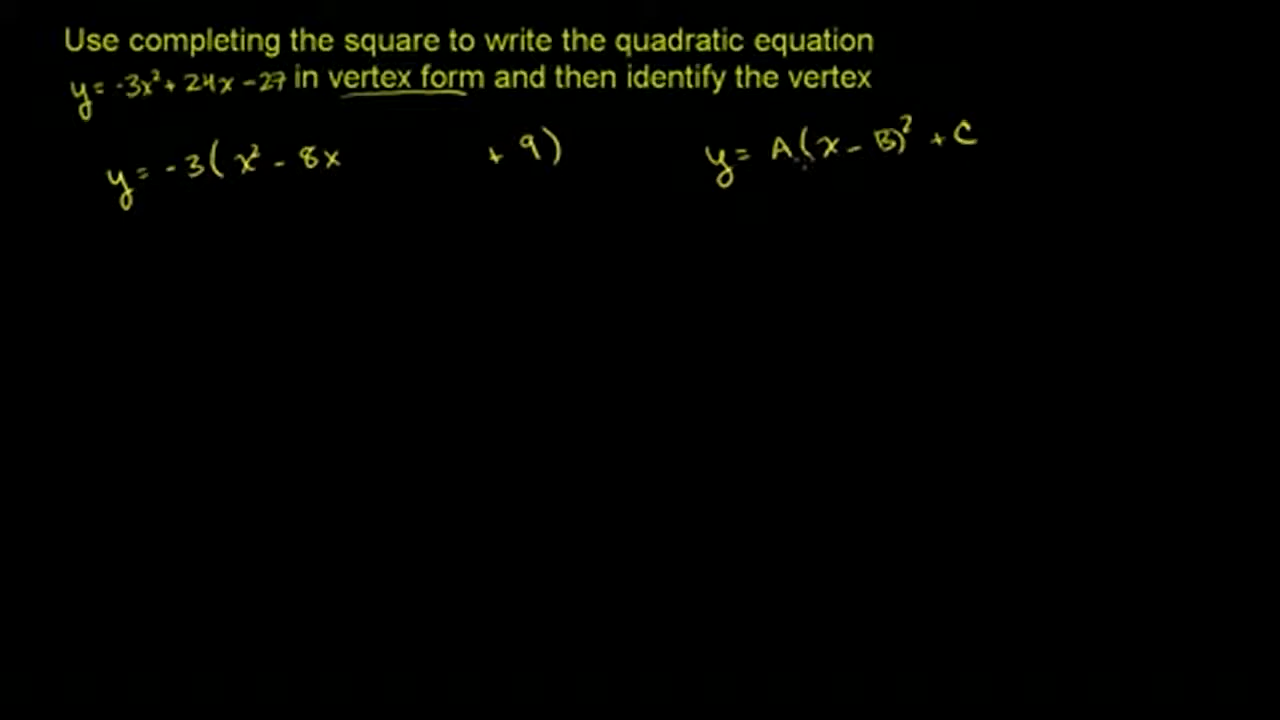 Use completing the square to write the quadratic equation
y = -3x² + 24x - 27 in vertex form and then identify the vertex
y = -3(x² - 8x + 9) y = A(x - B)² + C